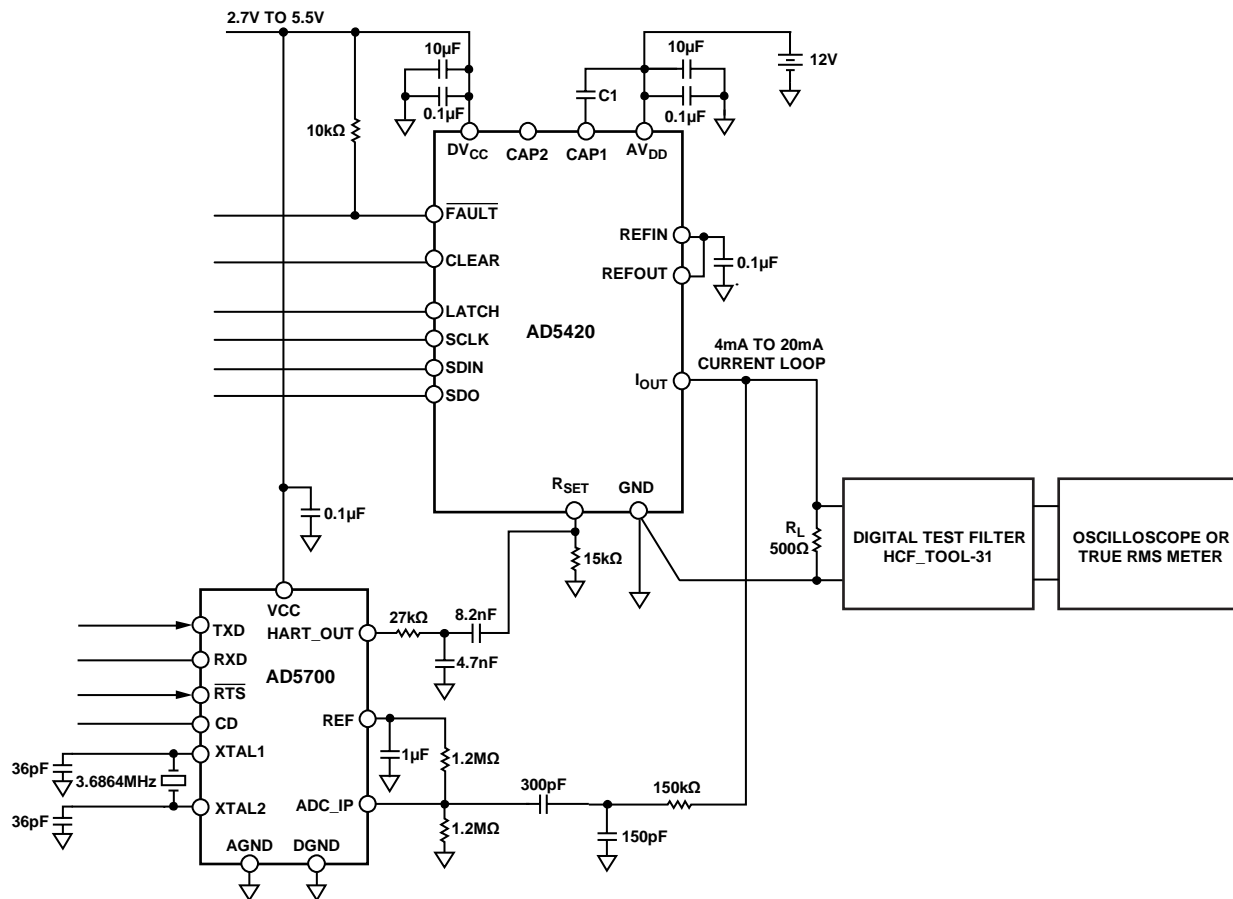 2.7V TO 5.5V
10µF
0.1µF
10kΩ
C1
10µF
0.1µF
12V
DVCC
CAP2
CAP1
AVDD
FAULT
CLEAR
LATCH
SCLK
SDIN
SDO
AD5420
REFIN
REFOUT
0.1µF
4mA TO 20mA
CURRENT LOOP
IOUT
RSET
GND
0.1µF
15kΩ
RL
500Ω
DIGITAL TEST FILTER
HCF_TOOL-31
OSCILLOSCOPE OR
TRUE RMS METER
VCC
TXD
RXD
RTS
CD
XTAL1
XTAL2
AD5700
HART_OUT
REF
ADC_IP
AGND
DGND
27kΩ
8.2nF
4.7nF
1µF
1.2MΩ
1.2MΩ
300pF
150kΩ
150pF
36pF
3.6864MHz
36pF